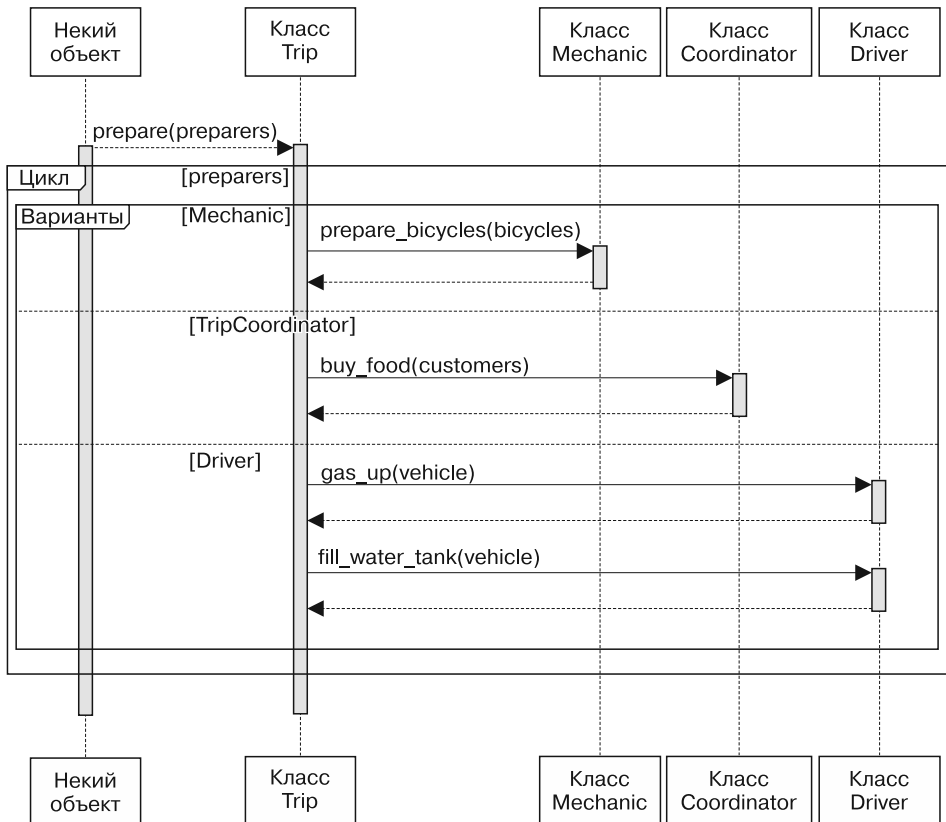 Некий
объект
Класс
Trip
Класс
Mechanic
Класс
Coordinator
Класс
Driver
prepare(preparers)
Цикл
[preparers]
Варианты
[Mechanic]
prepare_bicycles(bicycles)
[TripCoordinator]
buy_food(customers)
[Driver]
gas_up(vehicle)
fill_water_tank(vehicle)
Некий
объект
Класс
Trip
Класс
Mechanic
Класс
Coordinator
Класс
Driver